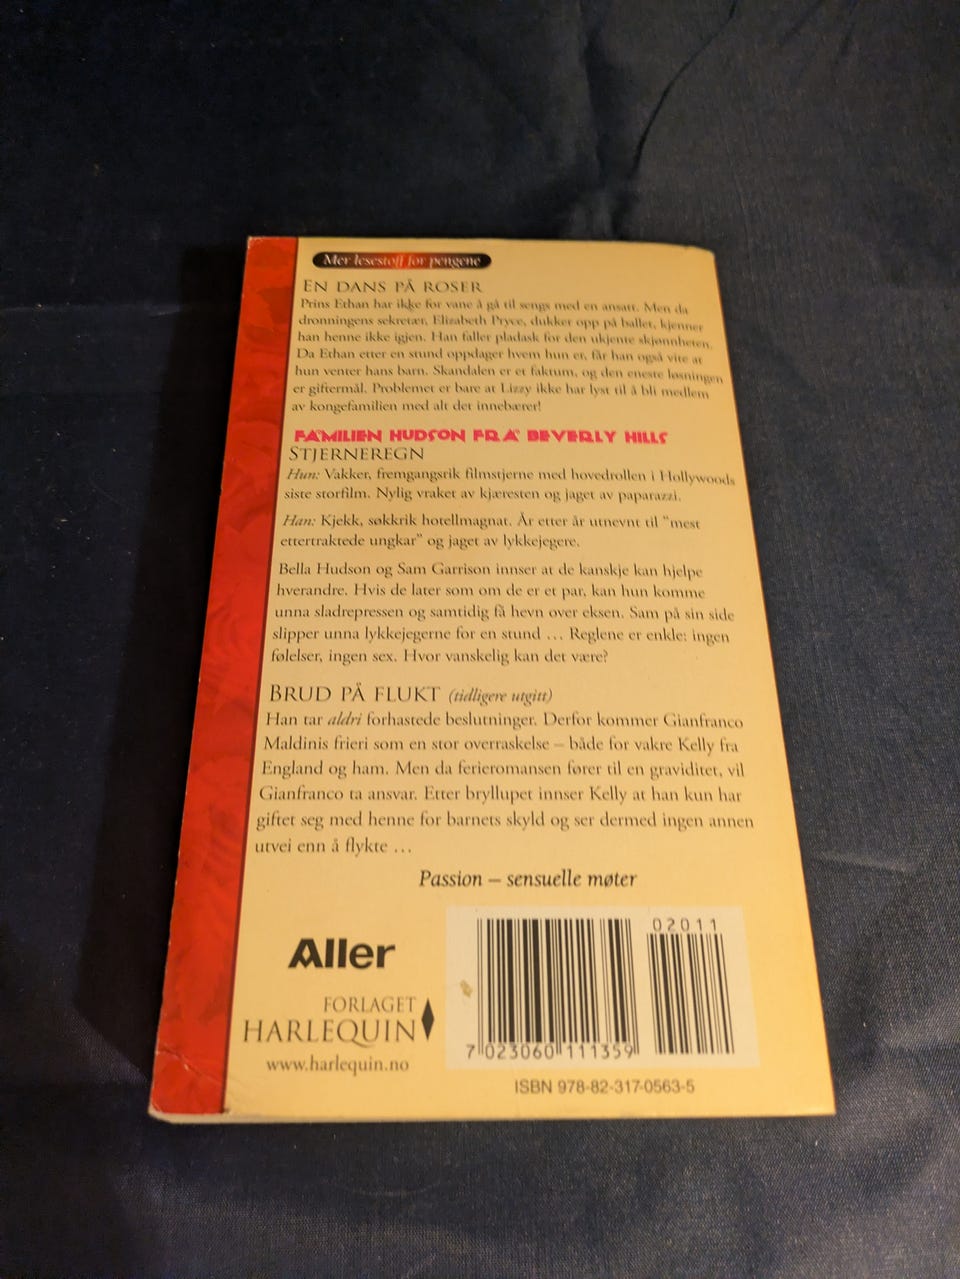 Mer lesestoff for pengene
EN DANS PÅ ROSER
Prins Ethan har ikke for vane å gå til sengs med en ansatt. Men da
dronningens sekretær, Elizabeth Pryce, dukker opp på ballet, kjenner
han henne ikke igjen. Han faller pladask for den ukjente skjønnheten.
Da Ethan etter en stund oppdager hvem hun er, får han også vite at
hun venter hans barn. Skandalen er et faktum, og den eneste løsningen
er giftermål. Problemet er bare at Lizzy ikke har lyst til å bli medlem
av kongefamilien med alt det innebærer!
FAMILIEN HUDSON FRA BEVERLY HILLS
STJERNEREGN
Hun: Vakker, fremgangsrik filmstjerne med hovedrollen i Hollywoods
siste storfilm. Nylig vraket av kjæresten og jaget av paparazzi.
Han: Kjekk, søkkrik hotellmagnat. År etter år utnevnt til "mest
ettertraktede ungkar" og jaget av lykkejegere.
Bella Hudson og Sam Garrison innser at de kanskje kan hjelpe
hverandre. Hvis de later som om de er et par, kan hun komme
unna sladrepressen og samtidig få hevn over eksen. Sam på sin side
slipper unna lykkejegerne for en stund … Reglene er enkle: ingen
følelser, ingen sex. Hvor vanskelig kan det være?
BRUD PÅ FLUKT (tidligere utgitt)
Han tar aldri forhastede beslutninger. Derfor kommer Gianfranco
Maldinis frieri som en stor overraskelse – både for vakre Kelly fra
England og ham. Men da ferieromansen fører til en graviditet, vil
Gianfranco ta ansvar. Etter bryllupet innser Kelly at han kun har
giftet seg med henne for barnets skyld og ser dermed ingen annen
utvei enn å flykte …
Passion – sensuelle møter
Aller
FORLAGET
HARLEQUIN
www.harlequin.no
02011
7 023060 111359
ISBN 978-82-317-0563-5